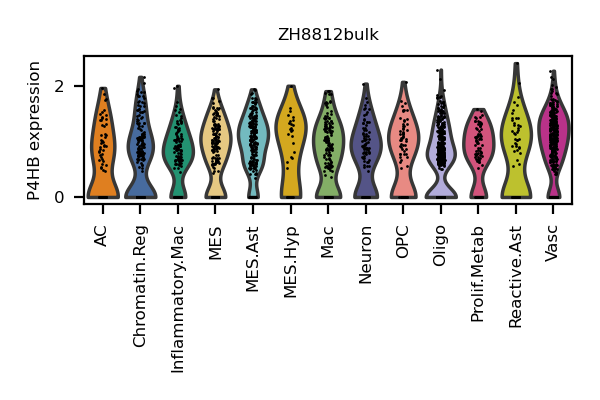 ZH8812bulk
P4HB expression
2
0
AC
Chromatin.Reg
Inflammatory.Mac
MES
MES.Ast
MES.Hyp
Mac
Neuron
OPC
Oligo
Prolif.Metab
Reactive.Ast
Vasc